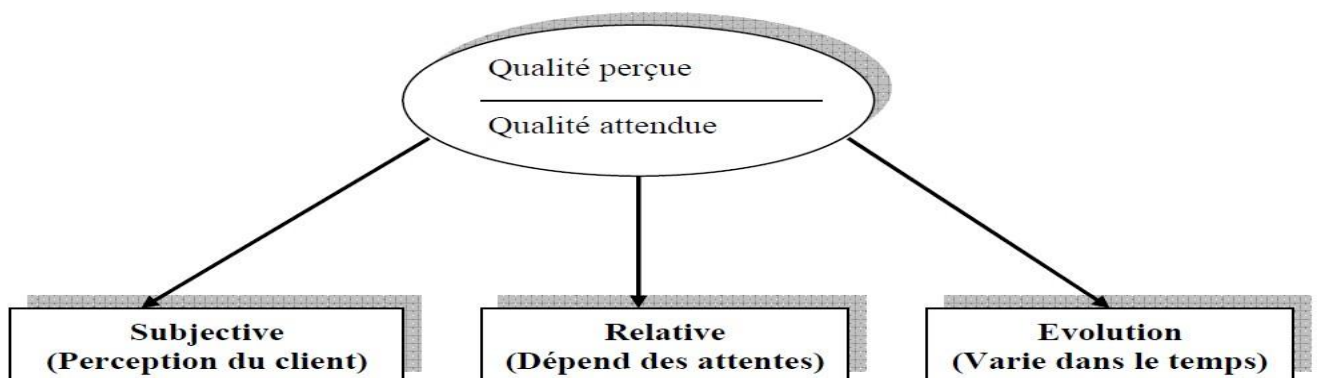 Qualité perçue
Qualité attendue
Subjective
(Perception du client)
Relative
(Dépend des attentes)
Evolution
(Varie dans le temps)